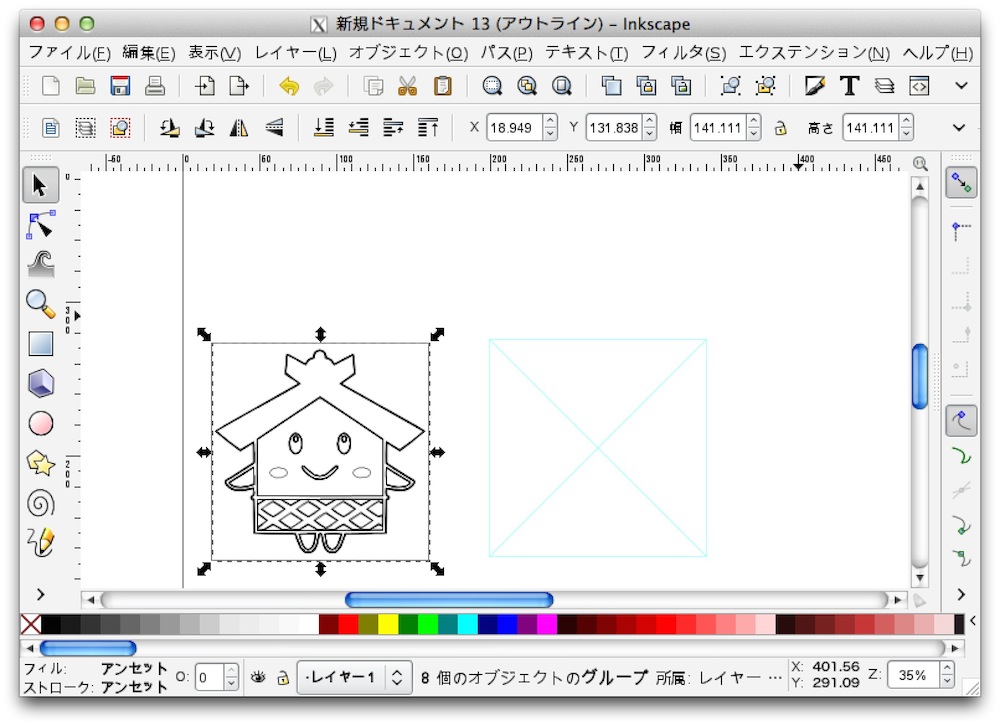 新規ドキュメント 13 (アウトライン) – Inkscape
ファイル(F) 編集(E) 表示(V) レイヤー(L) オブジェクト(O) パス(P) テキスト(T) フィルタ(S) エクステンション(N) ヘルプ(H)
X 18.949 Y 131.838 幅 141.111 高さ 141.111
-50 0 50 100 150 200 250 300 350 400 450
0
300
200
フィル: アンセット O: 0 ·レイヤー1 8 個のオブジェクトのグループ 所属: レイヤー … X: 401.56 Z: 35%
ストローク: アンセット Y: 291.09